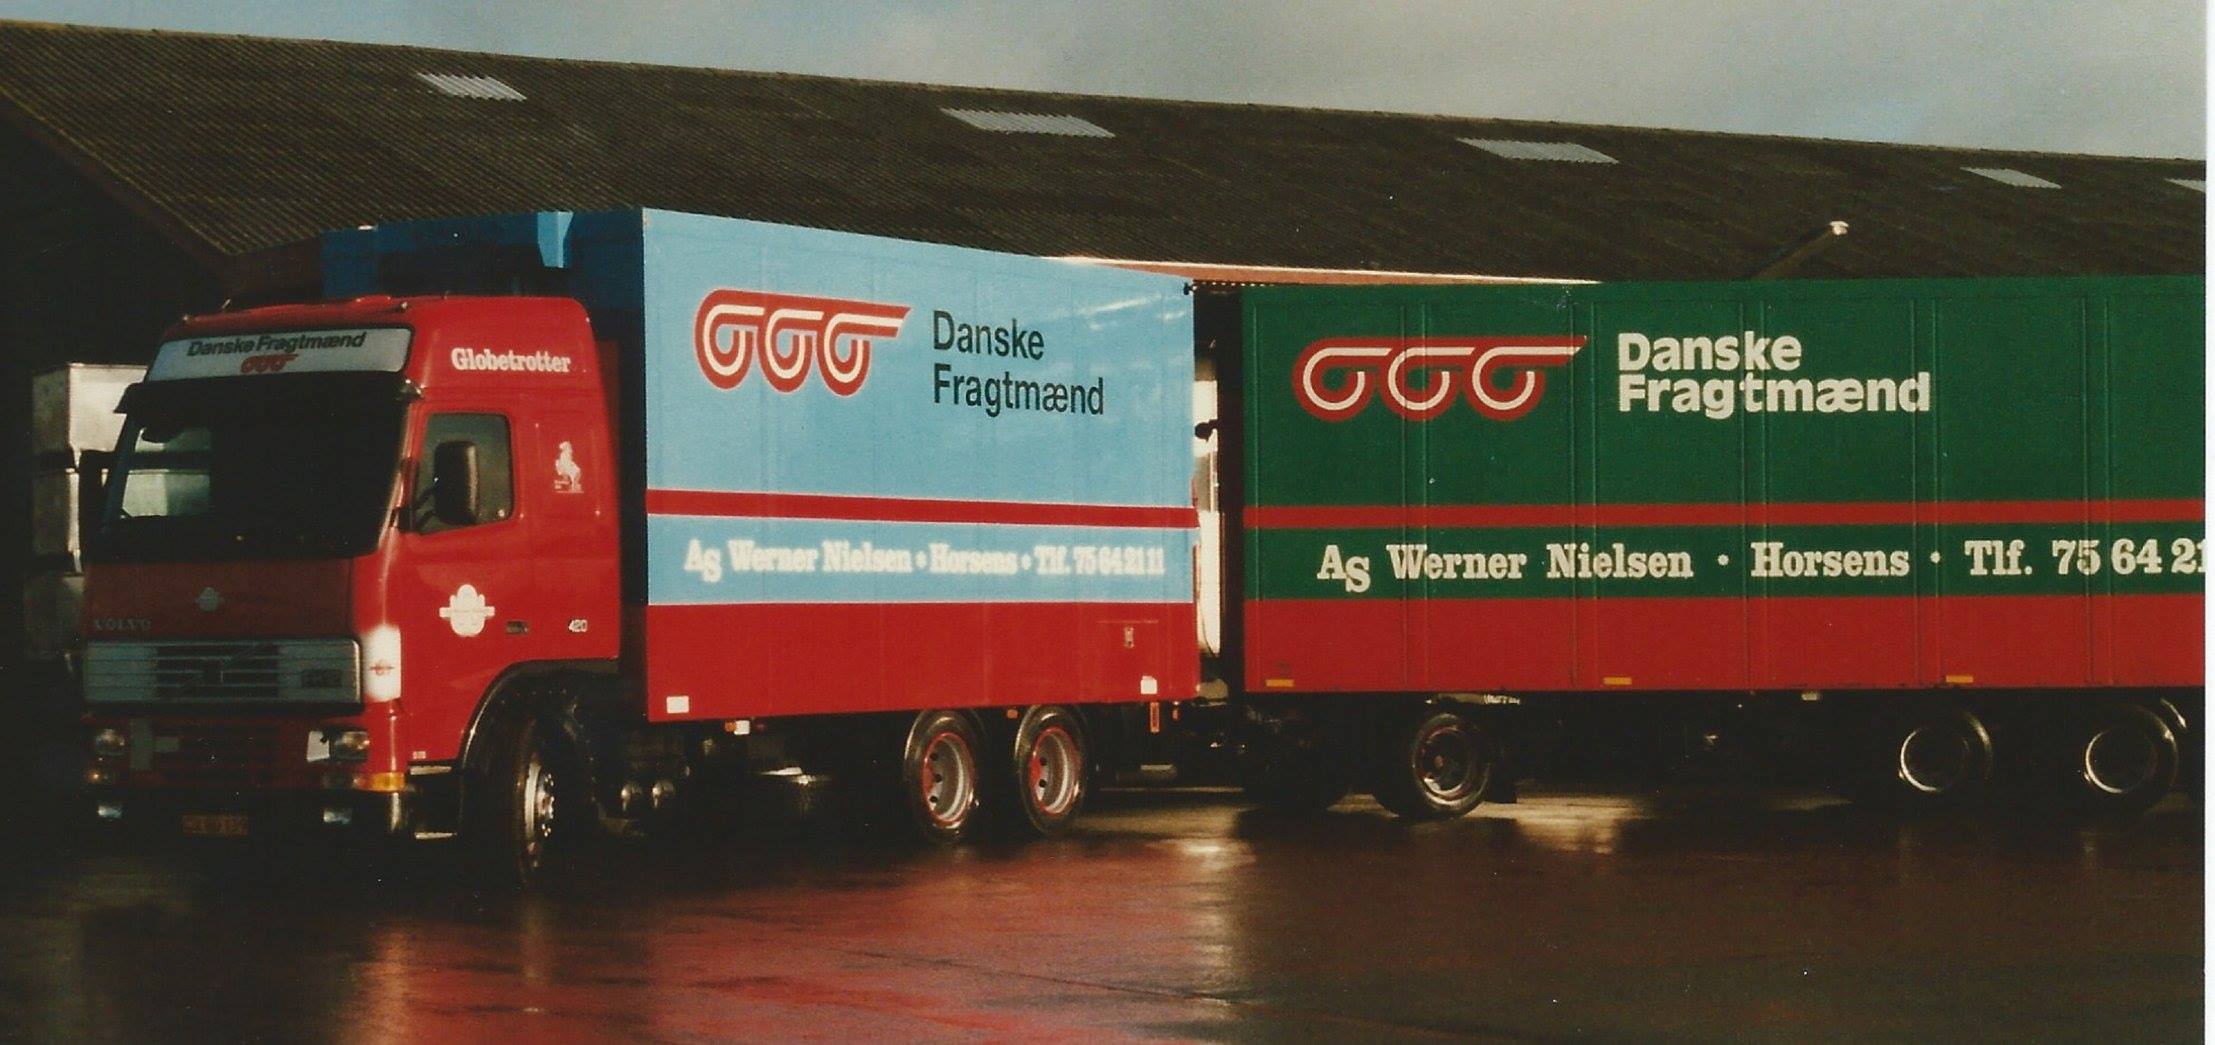 Danske Fragtmænd
Globetrotter
VOLVO
420
Danske
Fragtmænd
As Werner Nielsen • Horsens • Tlf. 75 64 21 11
Danske
Fragtmænd
As Werner Nielsen • Horsens • Tlf. 75 64 21